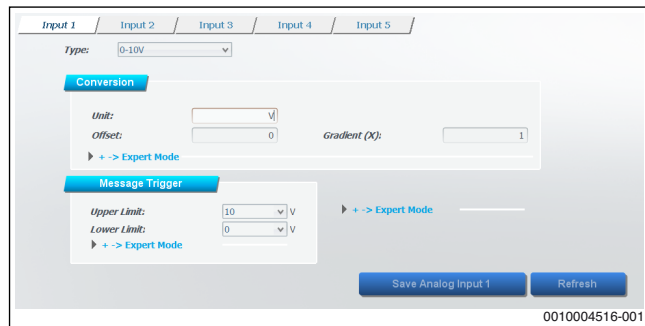 Input 1 Input 2 Input 3 Input 4 Input 5
Type: 0-10V
Conversion
Unit: V
Offset: 0 Gradient (X): 1
+ -> Expert Mode
Message Trigger
Upper Limit: 10 V + -> Expert Mode
Lower Limit: 0 V
+ -> Expert Mode
Save Analog Input 1 Refresh
0010004516-001